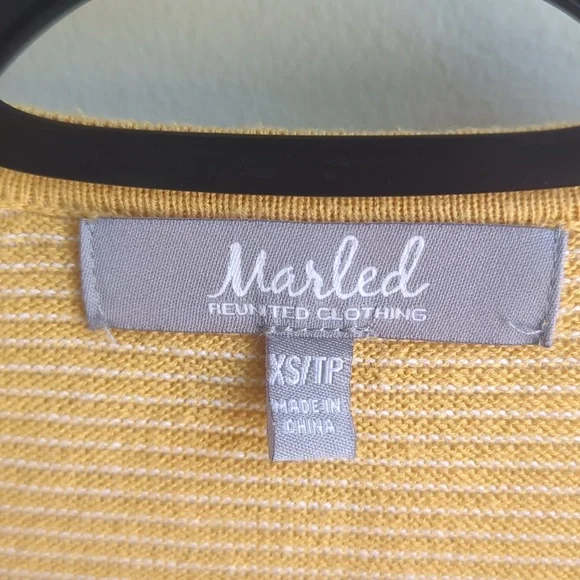 Marled
REUNITED CLOTHING
XS/TP
MADE IN
CHINA